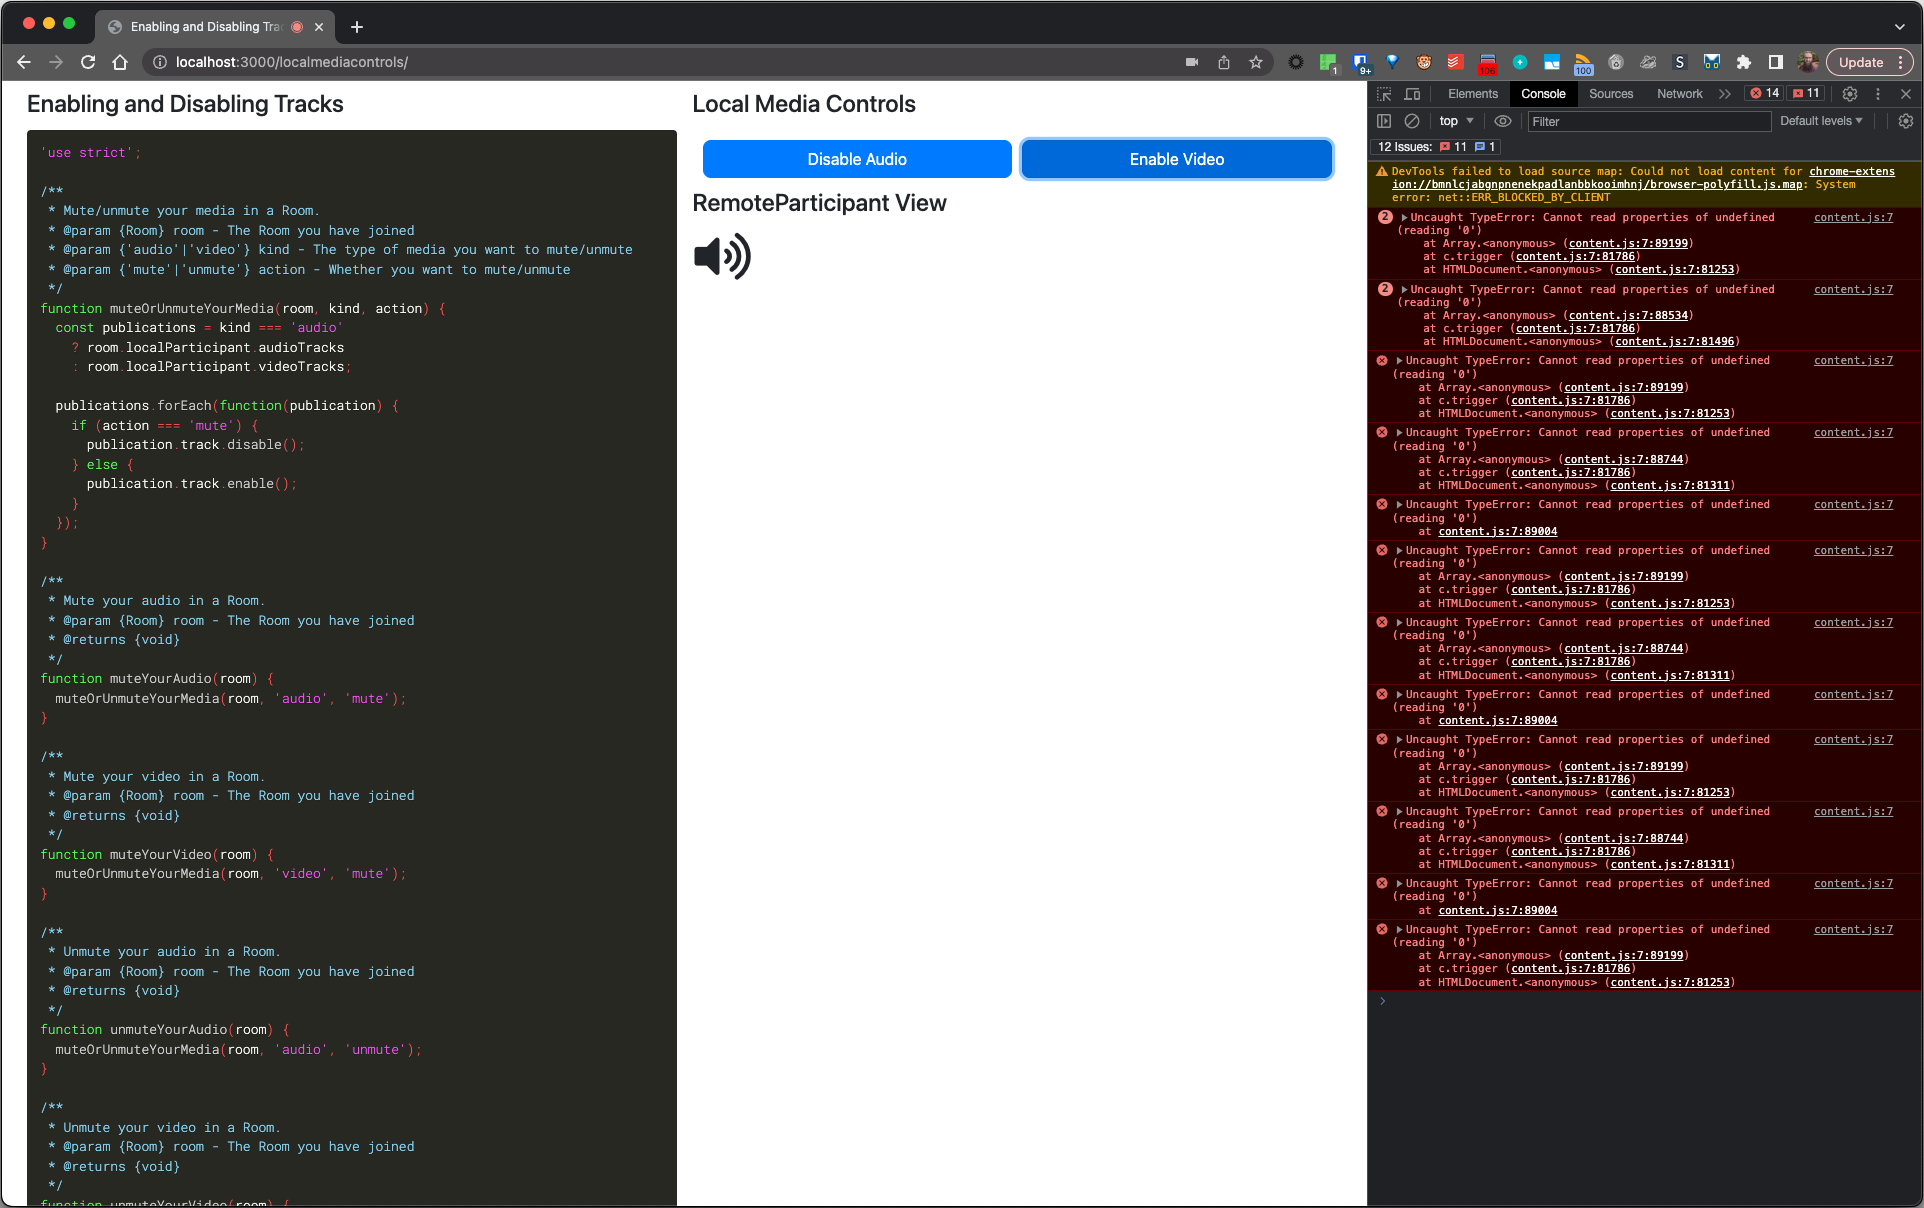 Enabling and Disabling Tra
localhost:3000/localmediacontrols/
1
9+
106
100
S
Update
Enabling and Disabling Tracks
'use strict';
/**
 * Mute/unmute your media in a Room.
 * @param {Room} room - The Room you have joined
 * @param {'audio'|'video'} kind - The type of media you want to mute/unmute
 * @param {'mute'|'unmute'} action - Whether you want to mute/unmute
 */
function muteOrUnmuteYourMedia(room, kind, action) {
  const publications = kind === 'audio'
    ? room.localParticipant.audioTracks
    : room.localParticipant.videoTracks;
  publications.forEach(function(publication) {
    if (action === 'mute') {
      publication.track.disable();
    } else {
      publication.track.enable();
    }
  });
}
/**
 * Mute your audio in a Room.
 * @param {Room} room - The Room you have joined
 * @returns {void}
 */
function muteYourAudio(room) {
  muteOrUnmuteYourMedia(room, 'audio', 'mute');
}
/**
 * Mute your video in a Room.
 * @param {Room} room - The Room you have joined
 * @returns {void}
 */
function muteYourVideo(room) {
  muteOrUnmuteYourMedia(room, 'video', 'mute');
}
/**
 * Unmute your audio in a Room.
 * @param {Room} room - The Room you have joined
 * @returns {void}
 */
function unmuteYourAudio(room) {
  muteOrUnmuteYourMedia(room, 'audio', 'unmute');
}
/**
 * Unmute your video in a Room.
 * @param {Room} room - The Room you have joined
 * @returns {void}
 */
function unmuteYourVideo(room) {
Local Media Controls
Disable Audio
Enable Video
RemoteParticipant View
Elements Console Sources Network 14 11
top Filter Default levels
12 Issues: 11 1
DevTools failed to load source map: Could not load content for chrome-extens
ion://bmnlcjabgnpnenekpadlanbbkooimhnj/browser-polyfill.js.map: System
error: net::ERR_BLOCKED_BY_CLIENT
2 Uncaught TypeError: Cannot read properties of undefined content.js:7
(reading '0')
at Array.<anonymous> (content.js:7:89199)
at c.trigger (content.js:7:81786)
at HTMLDocument.<anonymous> (content.js:7:81253)
2 Uncaught TypeError: Cannot read properties of undefined content.js:7
(reading '0')
at Array.<anonymous> (content.js:7:88534)
at c.trigger (content.js:7:81786)
at HTMLDocument.<anonymous> (content.js:7:81496)
Uncaught TypeError: Cannot read properties of undefined content.js:7
(reading '0')
at Array.<anonymous> (content.js:7:89199)
at c.trigger (content.js:7:81786)
at HTMLDocument.<anonymous> (content.js:7:81253)
Uncaught TypeError: Cannot read properties of undefined content.js:7
(reading '0')
at Array.<anonymous> (content.js:7:88744)
at c.trigger (content.js:7:81786)
at HTMLDocument.<anonymous> (content.js:7:81311)
Uncaught TypeError: Cannot read properties of undefined content.js:7
(reading '0')
at content.js:7:89004
Uncaught TypeError: Cannot read properties of undefined content.js:7
(reading '0')
at Array.<anonymous> (content.js:7:89199)
at c.trigger (content.js:7:81786)
at HTMLDocument.<anonymous> (content.js:7:81253)
Uncaught TypeError: Cannot read properties of undefined content.js:7
(reading '0')
at Array.<anonymous> (content.js:7:88744)
at c.trigger (content.js:7:81786)
at HTMLDocument.<anonymous> (content.js:7:81311)
Uncaught TypeError: Cannot read properties of undefined content.js:7
(reading '0')
at content.js:7:89004
Uncaught TypeError: Cannot read properties of undefined content.js:7
(reading '0')
at Array.<anonymous> (content.js:7:89199)
at c.trigger (content.js:7:81786)
at HTMLDocument.<anonymous> (content.js:7:81253)
Uncaught TypeError: Cannot read properties of undefined content.js:7
(reading '0')
at Array.<anonymous> (content.js:7:88744)
at c.trigger (content.js:7:81786)
at HTMLDocument.<anonymous> (content.js:7:81311)
Uncaught TypeError: Cannot read properties of undefined content.js:7
(reading '0')
at content.js:7:89004
Uncaught TypeError: Cannot read properties of undefined content.js:7
(reading '0')
at Array.<anonymous> (content.js:7:89199)
at c.trigger (content.js:7:81786)
at HTMLDocument.<anonymous> (content.js:7:81253)